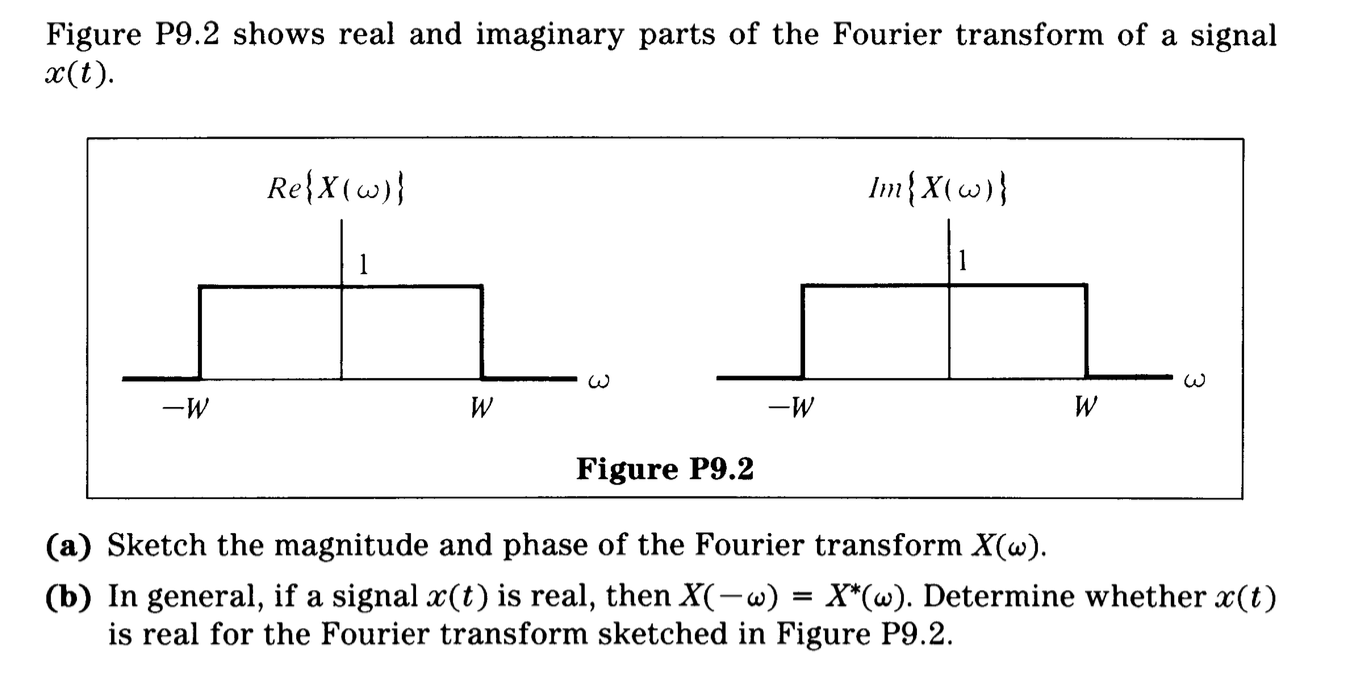 Figure P9.2 shows real and imaginary parts of the Fourier transform of a signal
x(t).
Re{X(ω)}
Im{X(ω)}
1
1
ω
ω
−W
W
−W
W
Figure P9.2
(a) Sketch the magnitude and phase of the Fourier transform X(ω).
(b) In general, if a signal x(t) is real, then X(−ω) = X*(ω). Determine whether x(t)
is real for the Fourier transform sketched in Figure P9.2.